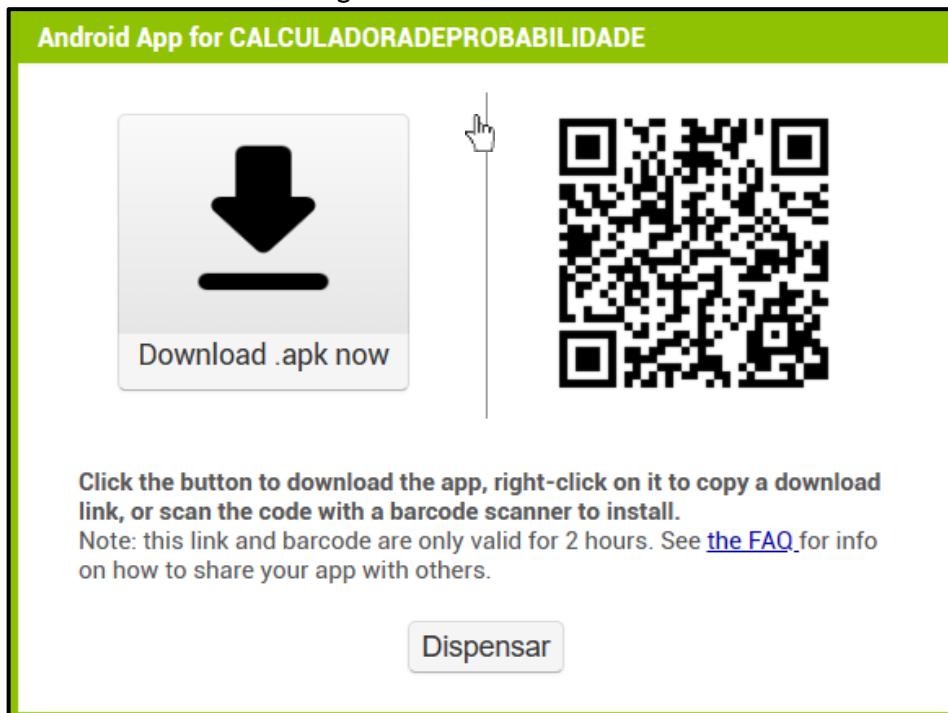 Android App for CALCULADORADEPROBABILIDADE
Download .apk now
Click the button to download the app, right-click on it to copy a download
link, or scan the code with a barcode scanner to install.
Note: this link and barcode are only valid for 2 hours. See the FAQ for info
on how to share your app with others.
Dispensar